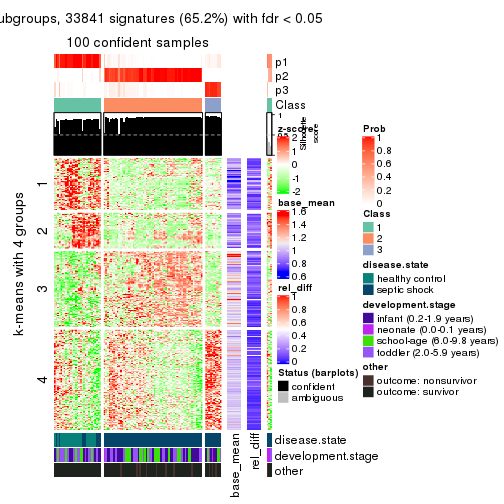 ubgroups, 33841 signatures (65.2%) with fdr < 0.05
100 confident samples
p1
p2
p3
Class
1
Silhouette
score
k-means with 4 groups
1
2
3
4
z-score
2
1
0
-1
-2
base_mean
1.6
1.4
1.2
1
0.8
0.6
rel_diff
1
0.8
0.6
0.4
0.2
0
Status (barplots)
confident
ambiguous
Prob
1
0.8
0.6
0.4
0.2
0
Class
1
2
3
disease.state
healthy control
septic shock
development.stage
infant (0.2-1.9 years)
neonate (0.0-0.1 years)
school-age (6.0-9.8 years)
toddler (2.0-5.9 years)
other
outcome: nonsurvivor
outcome: survivor
disease.state
development.stage
other
base_mean
rel_diff